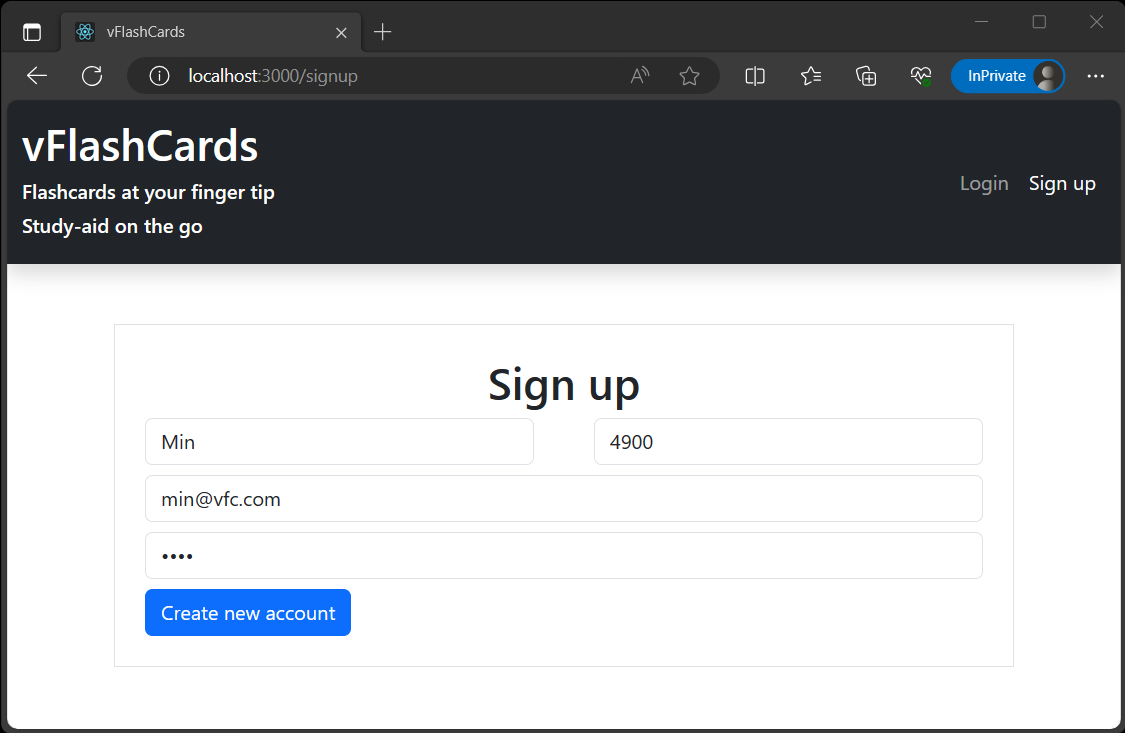 vFlashCards
localhost:3000/signup
InPrivate
vFlashCards
Flashcards at your finger tip
Study-aid on the go
Login Sign up
Sign up
Min 4900
min@vfc.com
••••
Create new account